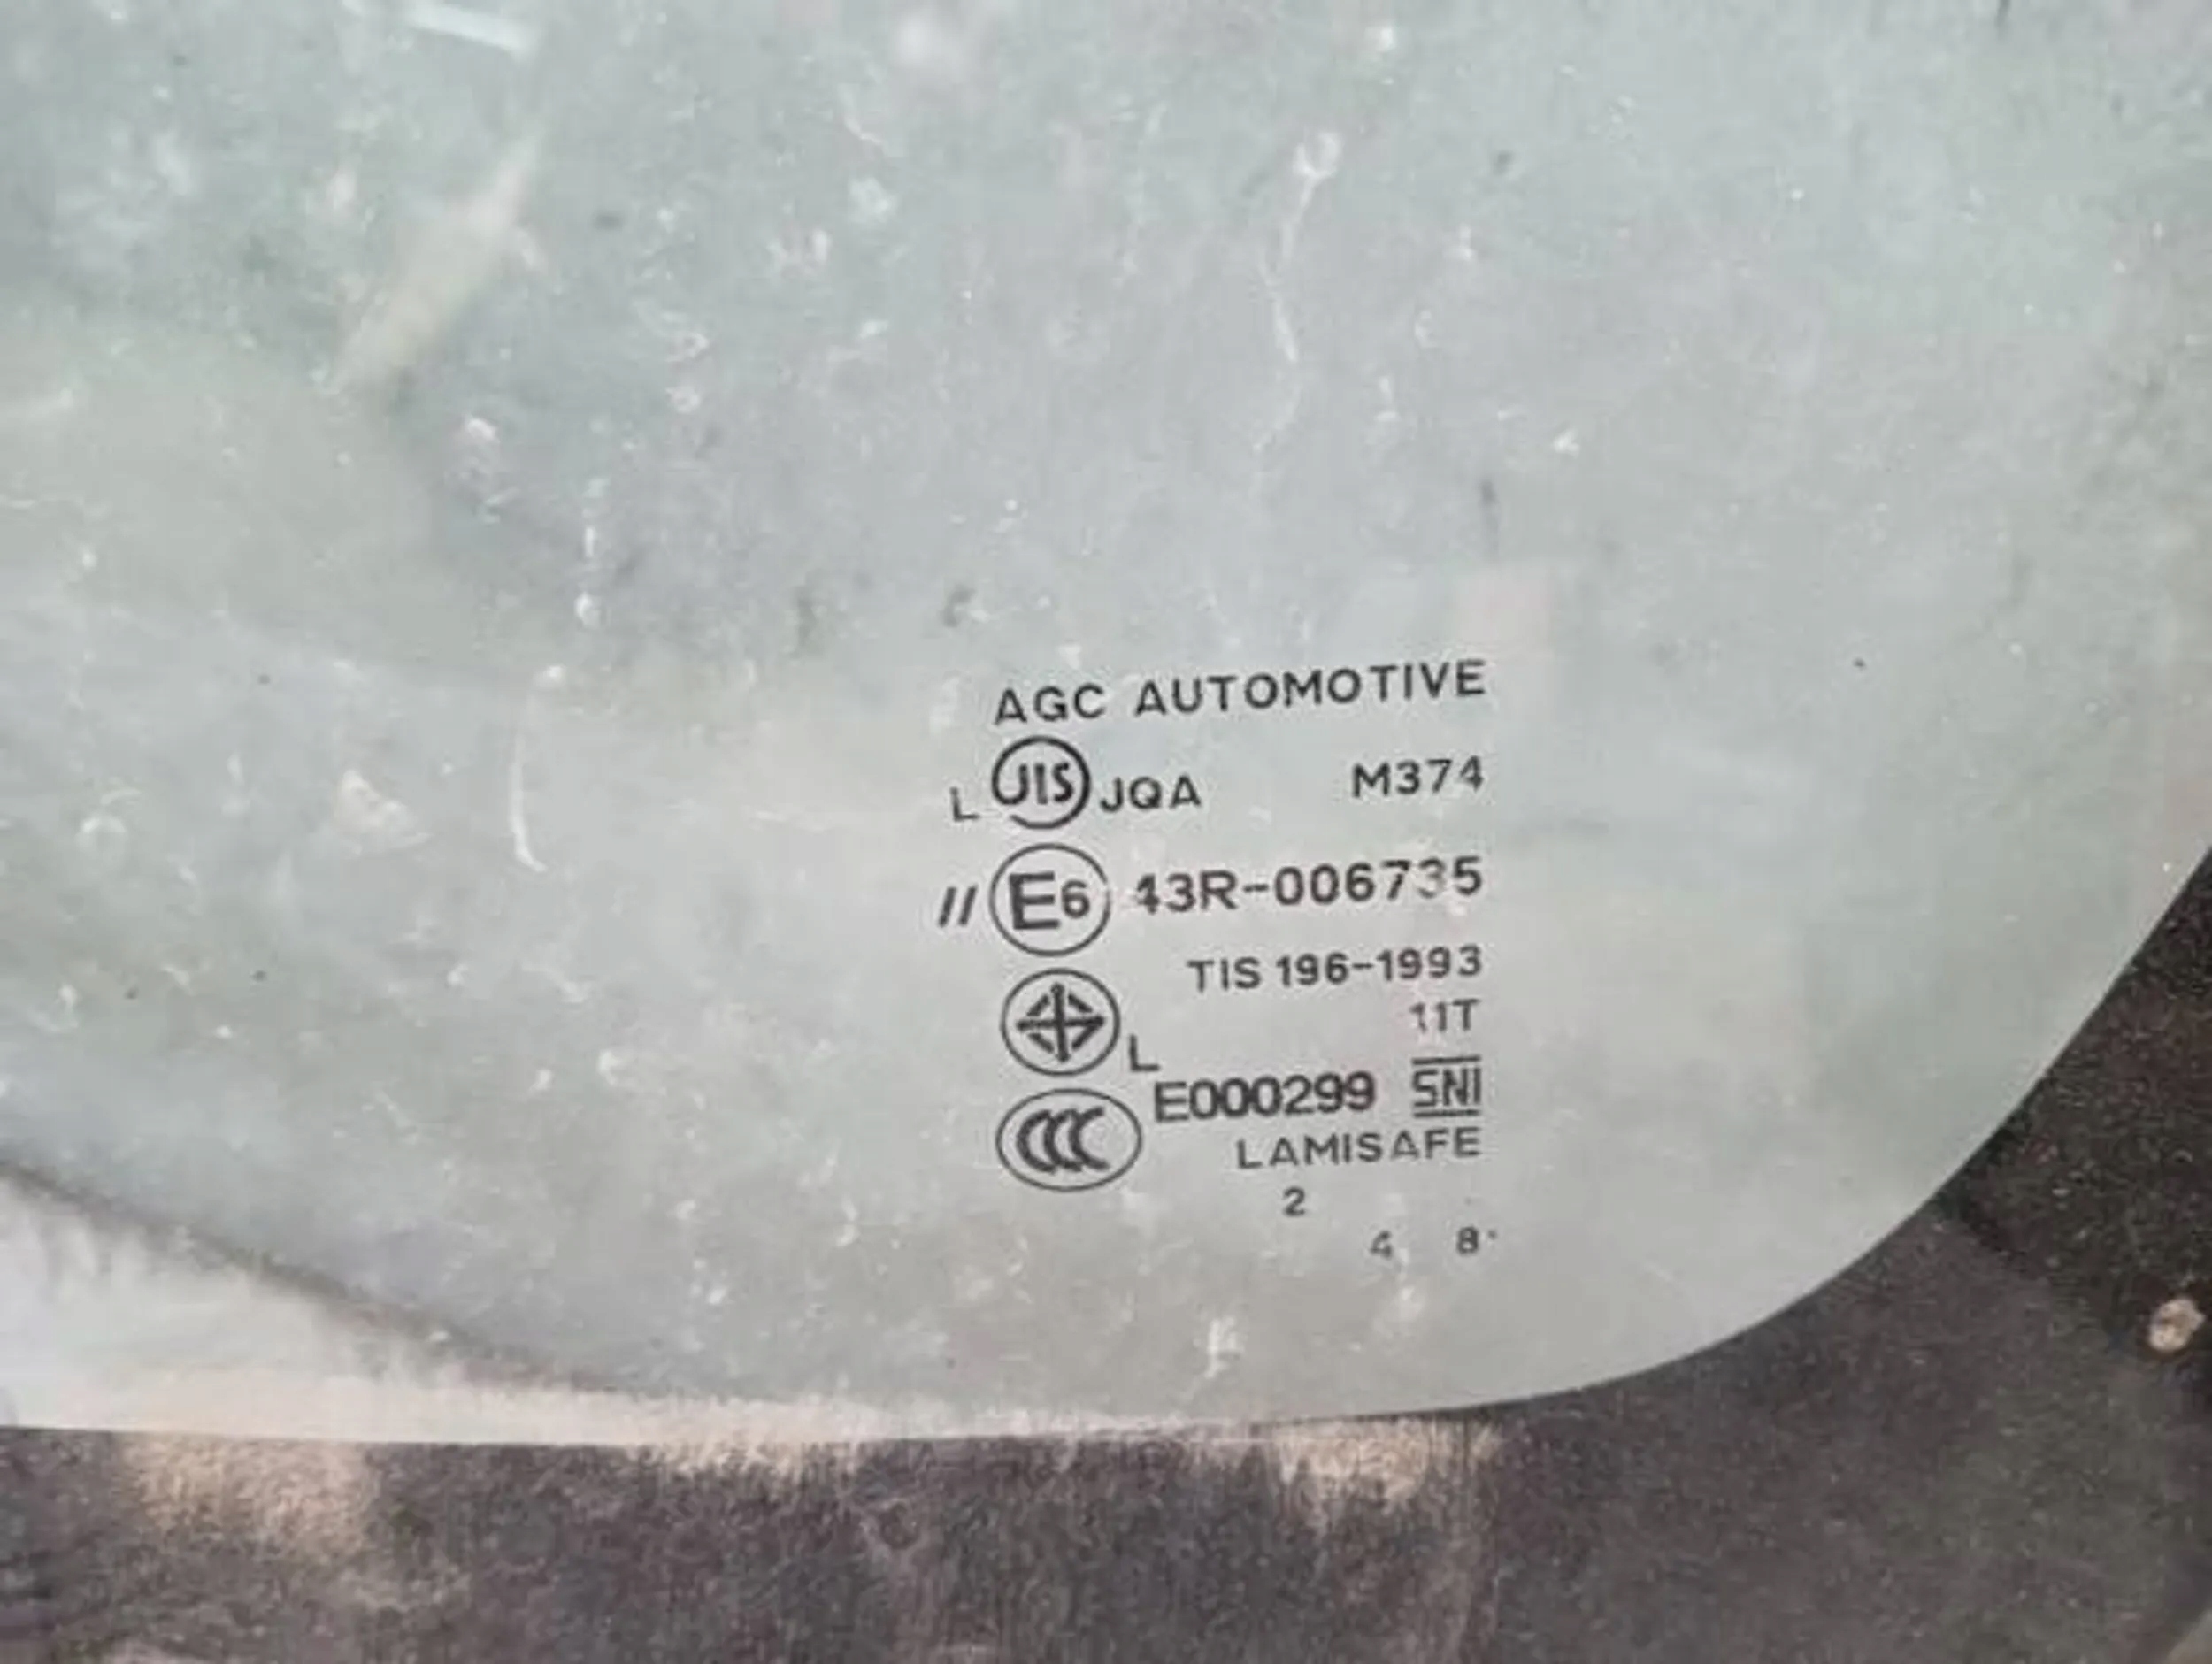 AGC AUTOMOTIVE
L JIS JQA M374
// E6 43R-006735
TIS 196-1993
11T
L
E000299 SNI
CCC LAMISAFE
2
4 8